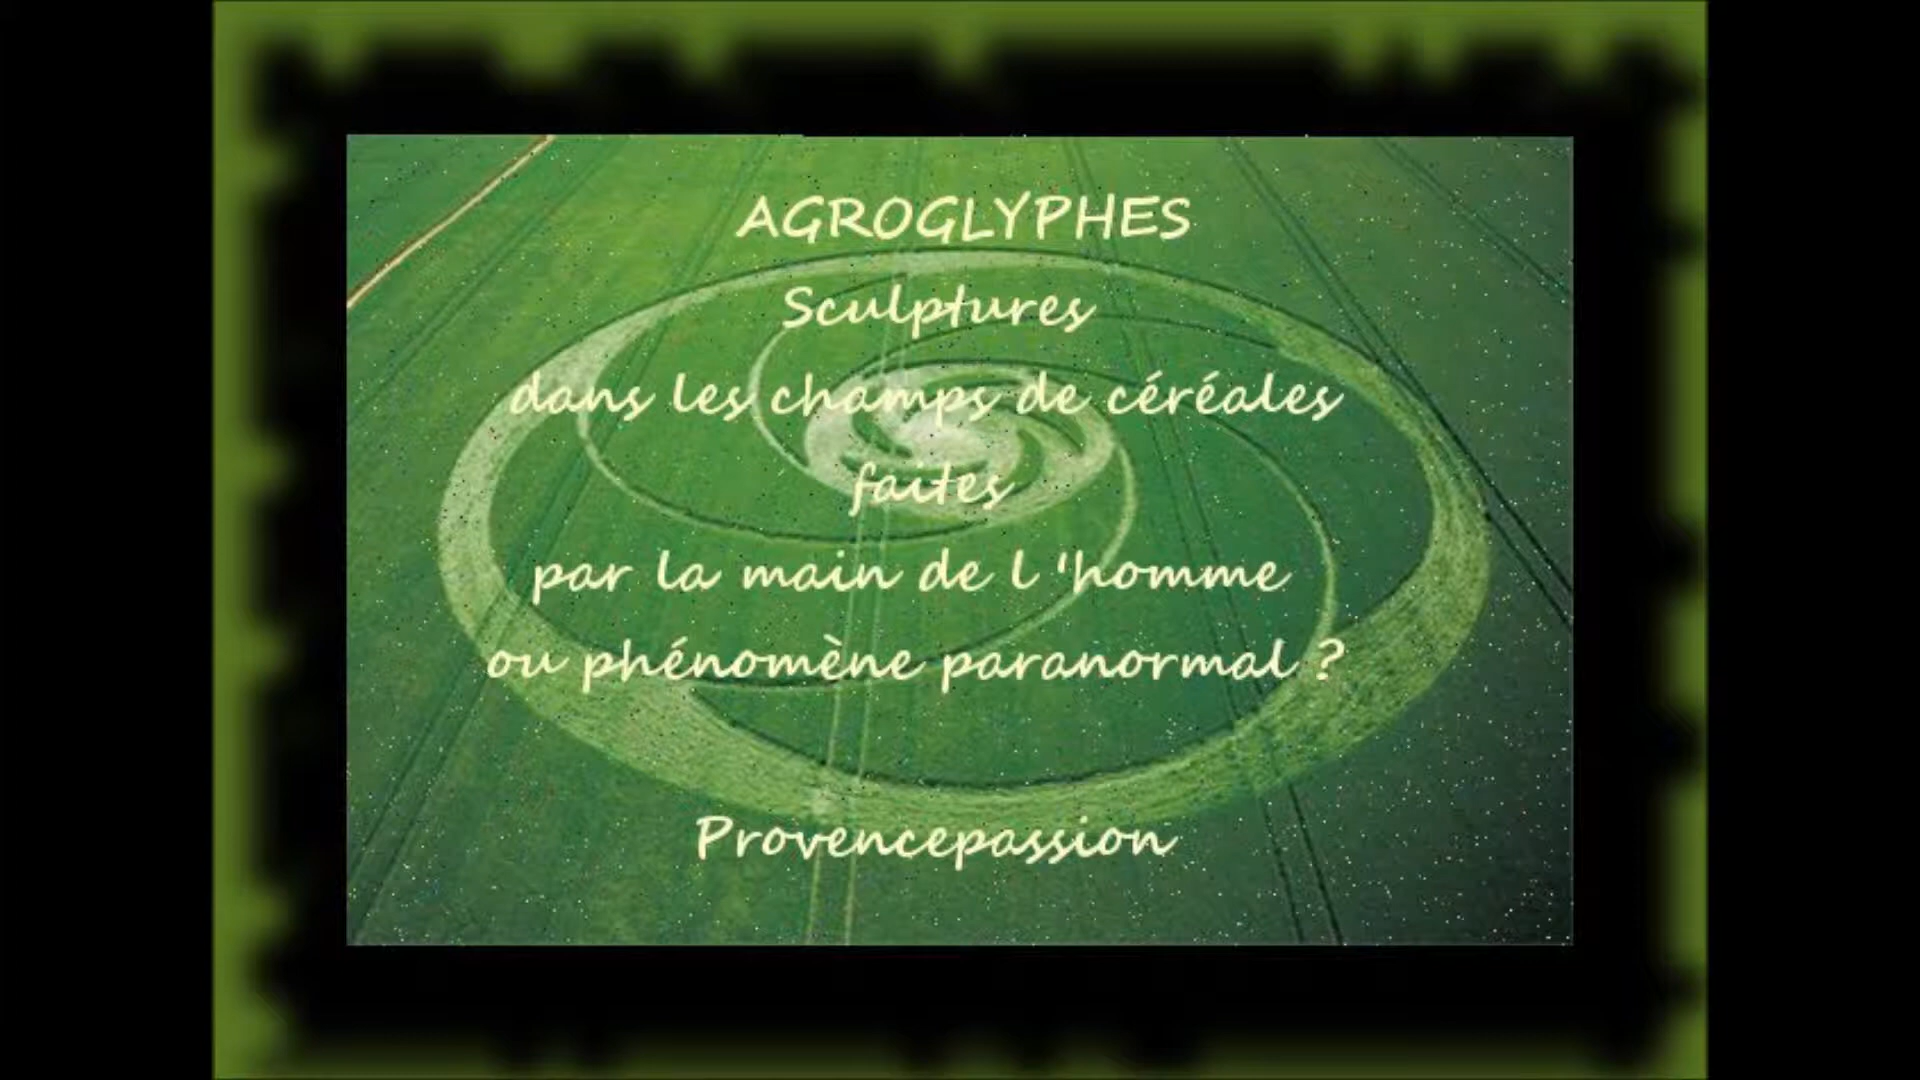 AGROGLYPHES
Sculptures
dans les champs de céréales
faites
par la main de l 'homme
ou phénomène paranormal ?
Provencepassion